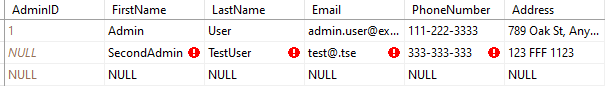 AdminID FirstName LastName Email PhoneNumber Address
1 Admin User admin.user@ex... 111-222-3333 789 Oak St, Any...
NULL SecondAdmin TestUser test@.tse 333-333-333 123 FFF 1123
NULL NULL NULL NULL NULL NULL